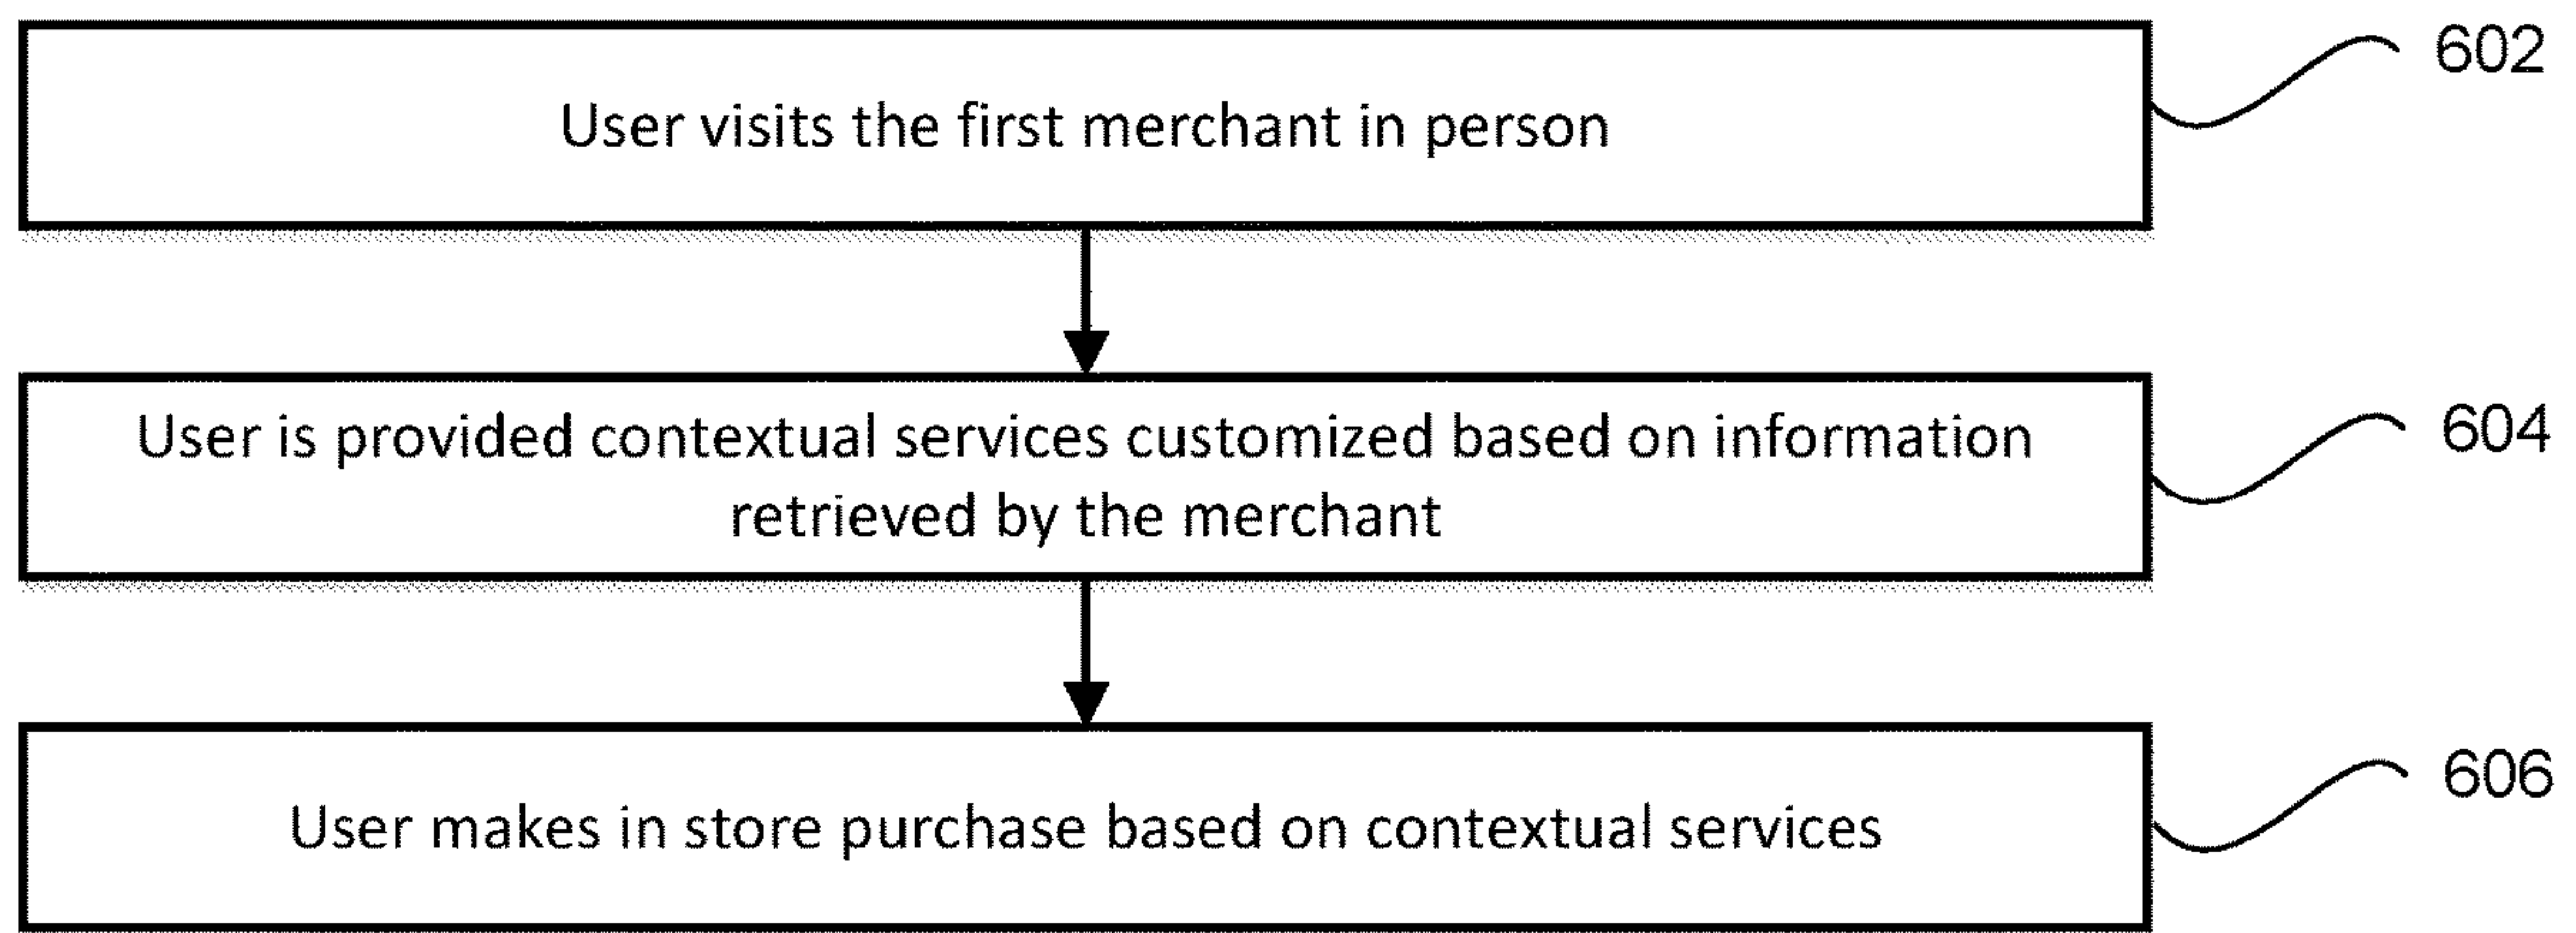 User visits the first merchant in person
602
User is provided contextual services customized based on information
retrieved by the merchant
604
User makes in store purchase based on contextual services
606